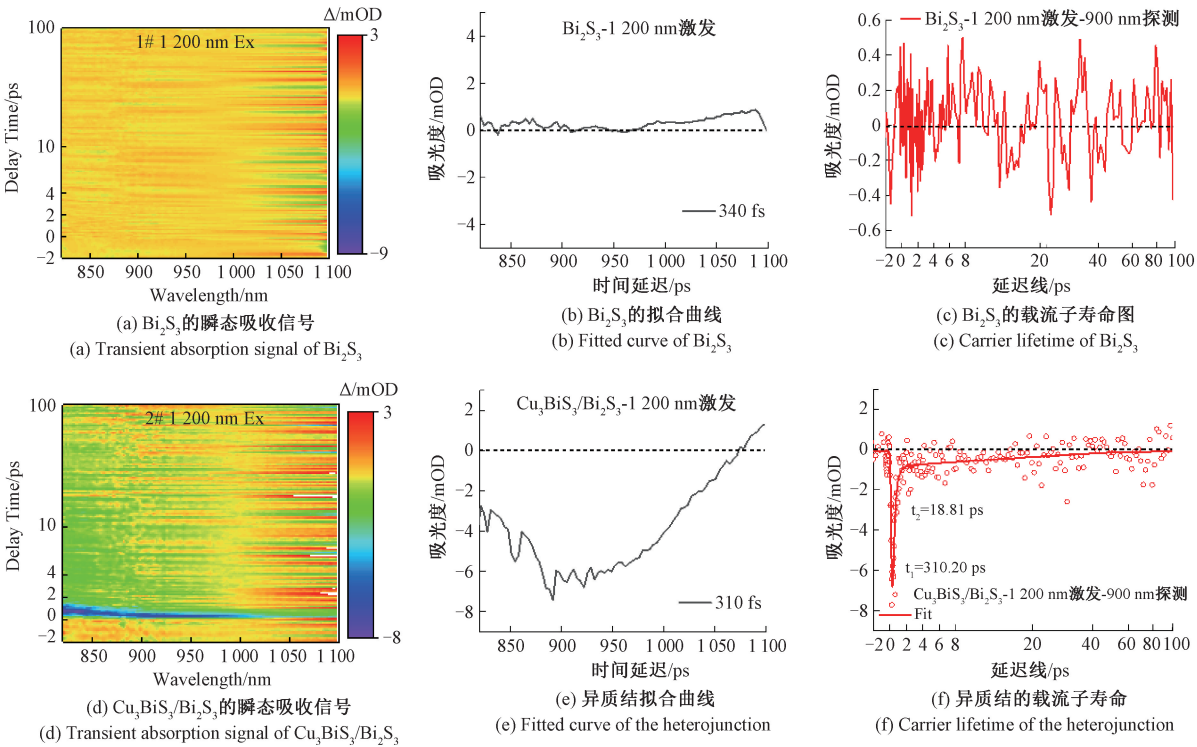 Δ/mOD
1# 1 200 nm Ex
3
−9
100
10
4
2
0
−2
Delay Time/ps
850 900 950 1 000 1 050 1 100
Wavelength/nm
(a) Bi₂S₃的瞬态吸收信号
(a) Transient absorption signal of Bi₂S₃
Bi₂S₃-1 200 nm激发
2
0
−2
−4
吸光度/mOD
340 fs
850 900 950 1 000 1 050 1 100
时间延迟/ps
(b) Bi₂S₃的拟合曲线
(b) Fitted curve of Bi₂S₃
Bi₂S₃-1 200 nm激发-900 nm探测
0.6
0.4
0.2
0
−0.2
−0.4
0.6
吸光度/mOD
−2 0 2 4 6 8 20 40 60 80 100
延迟线/ps
(c) Bi₂S₃的载流子寿命图
(c) Carrier lifetime of Bi₂S₃
Δ/mOD
2# 1 200 nm Ex
3
−8
100
10
4
2
0
−2
Delay Time/ps
850 900 950 1 000 1 050 1 100
Wavelength/nm
(d) Cu₃BiS₃/Bi₂S₃的瞬态吸收信号
(d) Transient absorption signal of Cu₃BiS₃/Bi₂S₃
Cu₃BiS₃/Bi₂S₃-1 200 nm激发
2
0
−2
−4
−6
−8
吸光度/mOD
310 fs
850 900 950 1 000 1 050 1 100
时间延迟/ps
(e) 异质结拟合曲线
(e) Fitted curve of the heterojunction
2
0
−2
−4
−6
−8
吸光度/mOD
t₂=18.81 ps
t₁=310.20 ps
Cu₃BiS₃/Bi₂S₃-1 200 nm激发-900 nm探测
Fit
−2 0 2 4 6 8 20 40 60 80 100
延迟线/ps
(f) 异质结的载流子寿命
(f) Carrier lifetime of the heterojunction